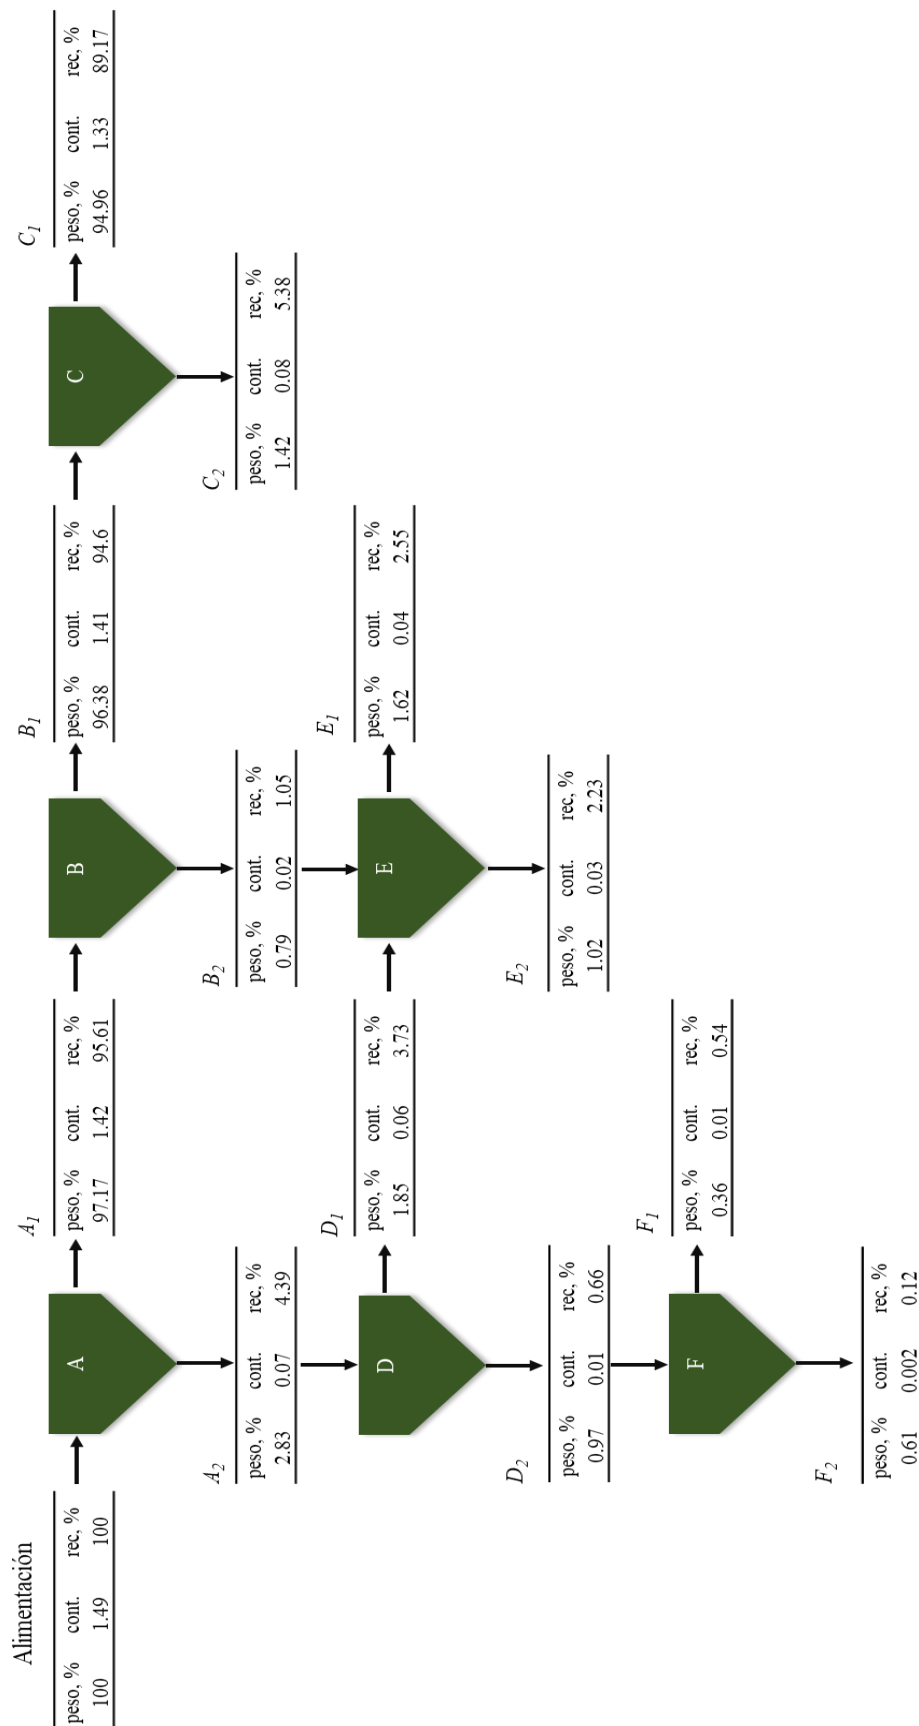 Alimentación
peso, % cont. rec, %
100 1.49 100
A
A1
peso, % cont. rec, %
97.17 1.42 95.61
B
B1
peso, % cont. rec, %
96.38 1.41 94.6
C
C1
peso, % cont. rec, %
94.96 1.33 89.17
A2
peso, % cont. rec, %
2.83 0.07 4.39
B2
peso, % cont. rec, %
0.79 0.02 1.05
C2
peso, % cont. rec, %
1.42 0.08 5.38
D
D1
peso, % cont. rec, %
1.85 0.06 3.73
E
E1
peso, % cont. rec, %
1.62 0.04 2.55
D2
peso, % cont. rec, %
0.97 0.01 0.66
E2
peso, % cont. rec, %
1.02 0.03 2.23
F
F1
peso, % cont. rec, %
0.36 0.01 0.54
F2
peso, % cont. rec, %
0.61 0.002 0.12